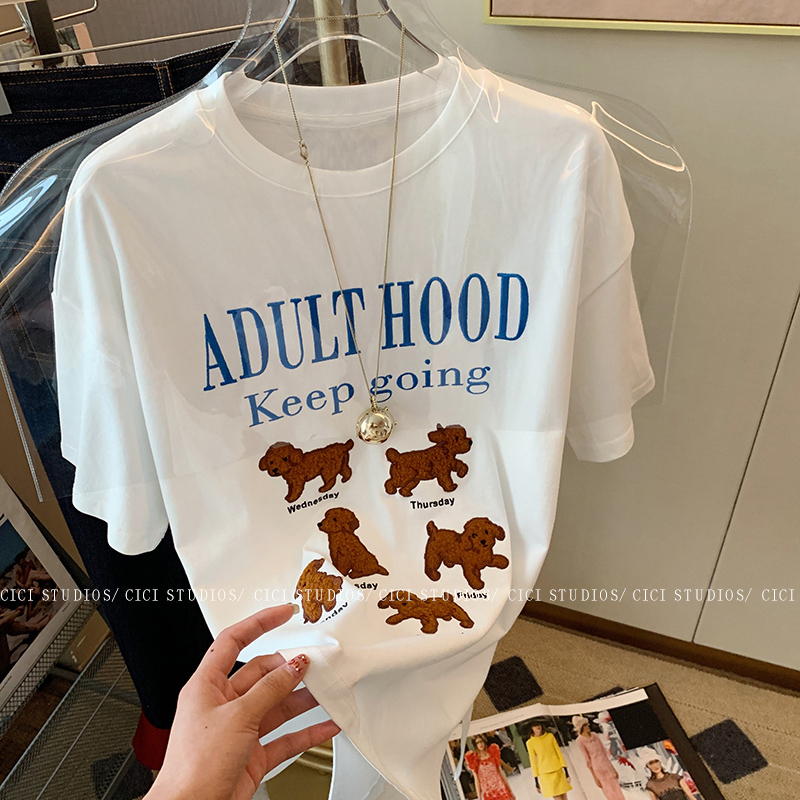 ADULT HOOD
Keep going
Wednesday
Thursday
CICI STUDIOS/ CICI STUDIOS/ CICI STUDIOS/ CICI STUDIOS/ CICI STUDIOS/ CICI STUDIOS/ CICI